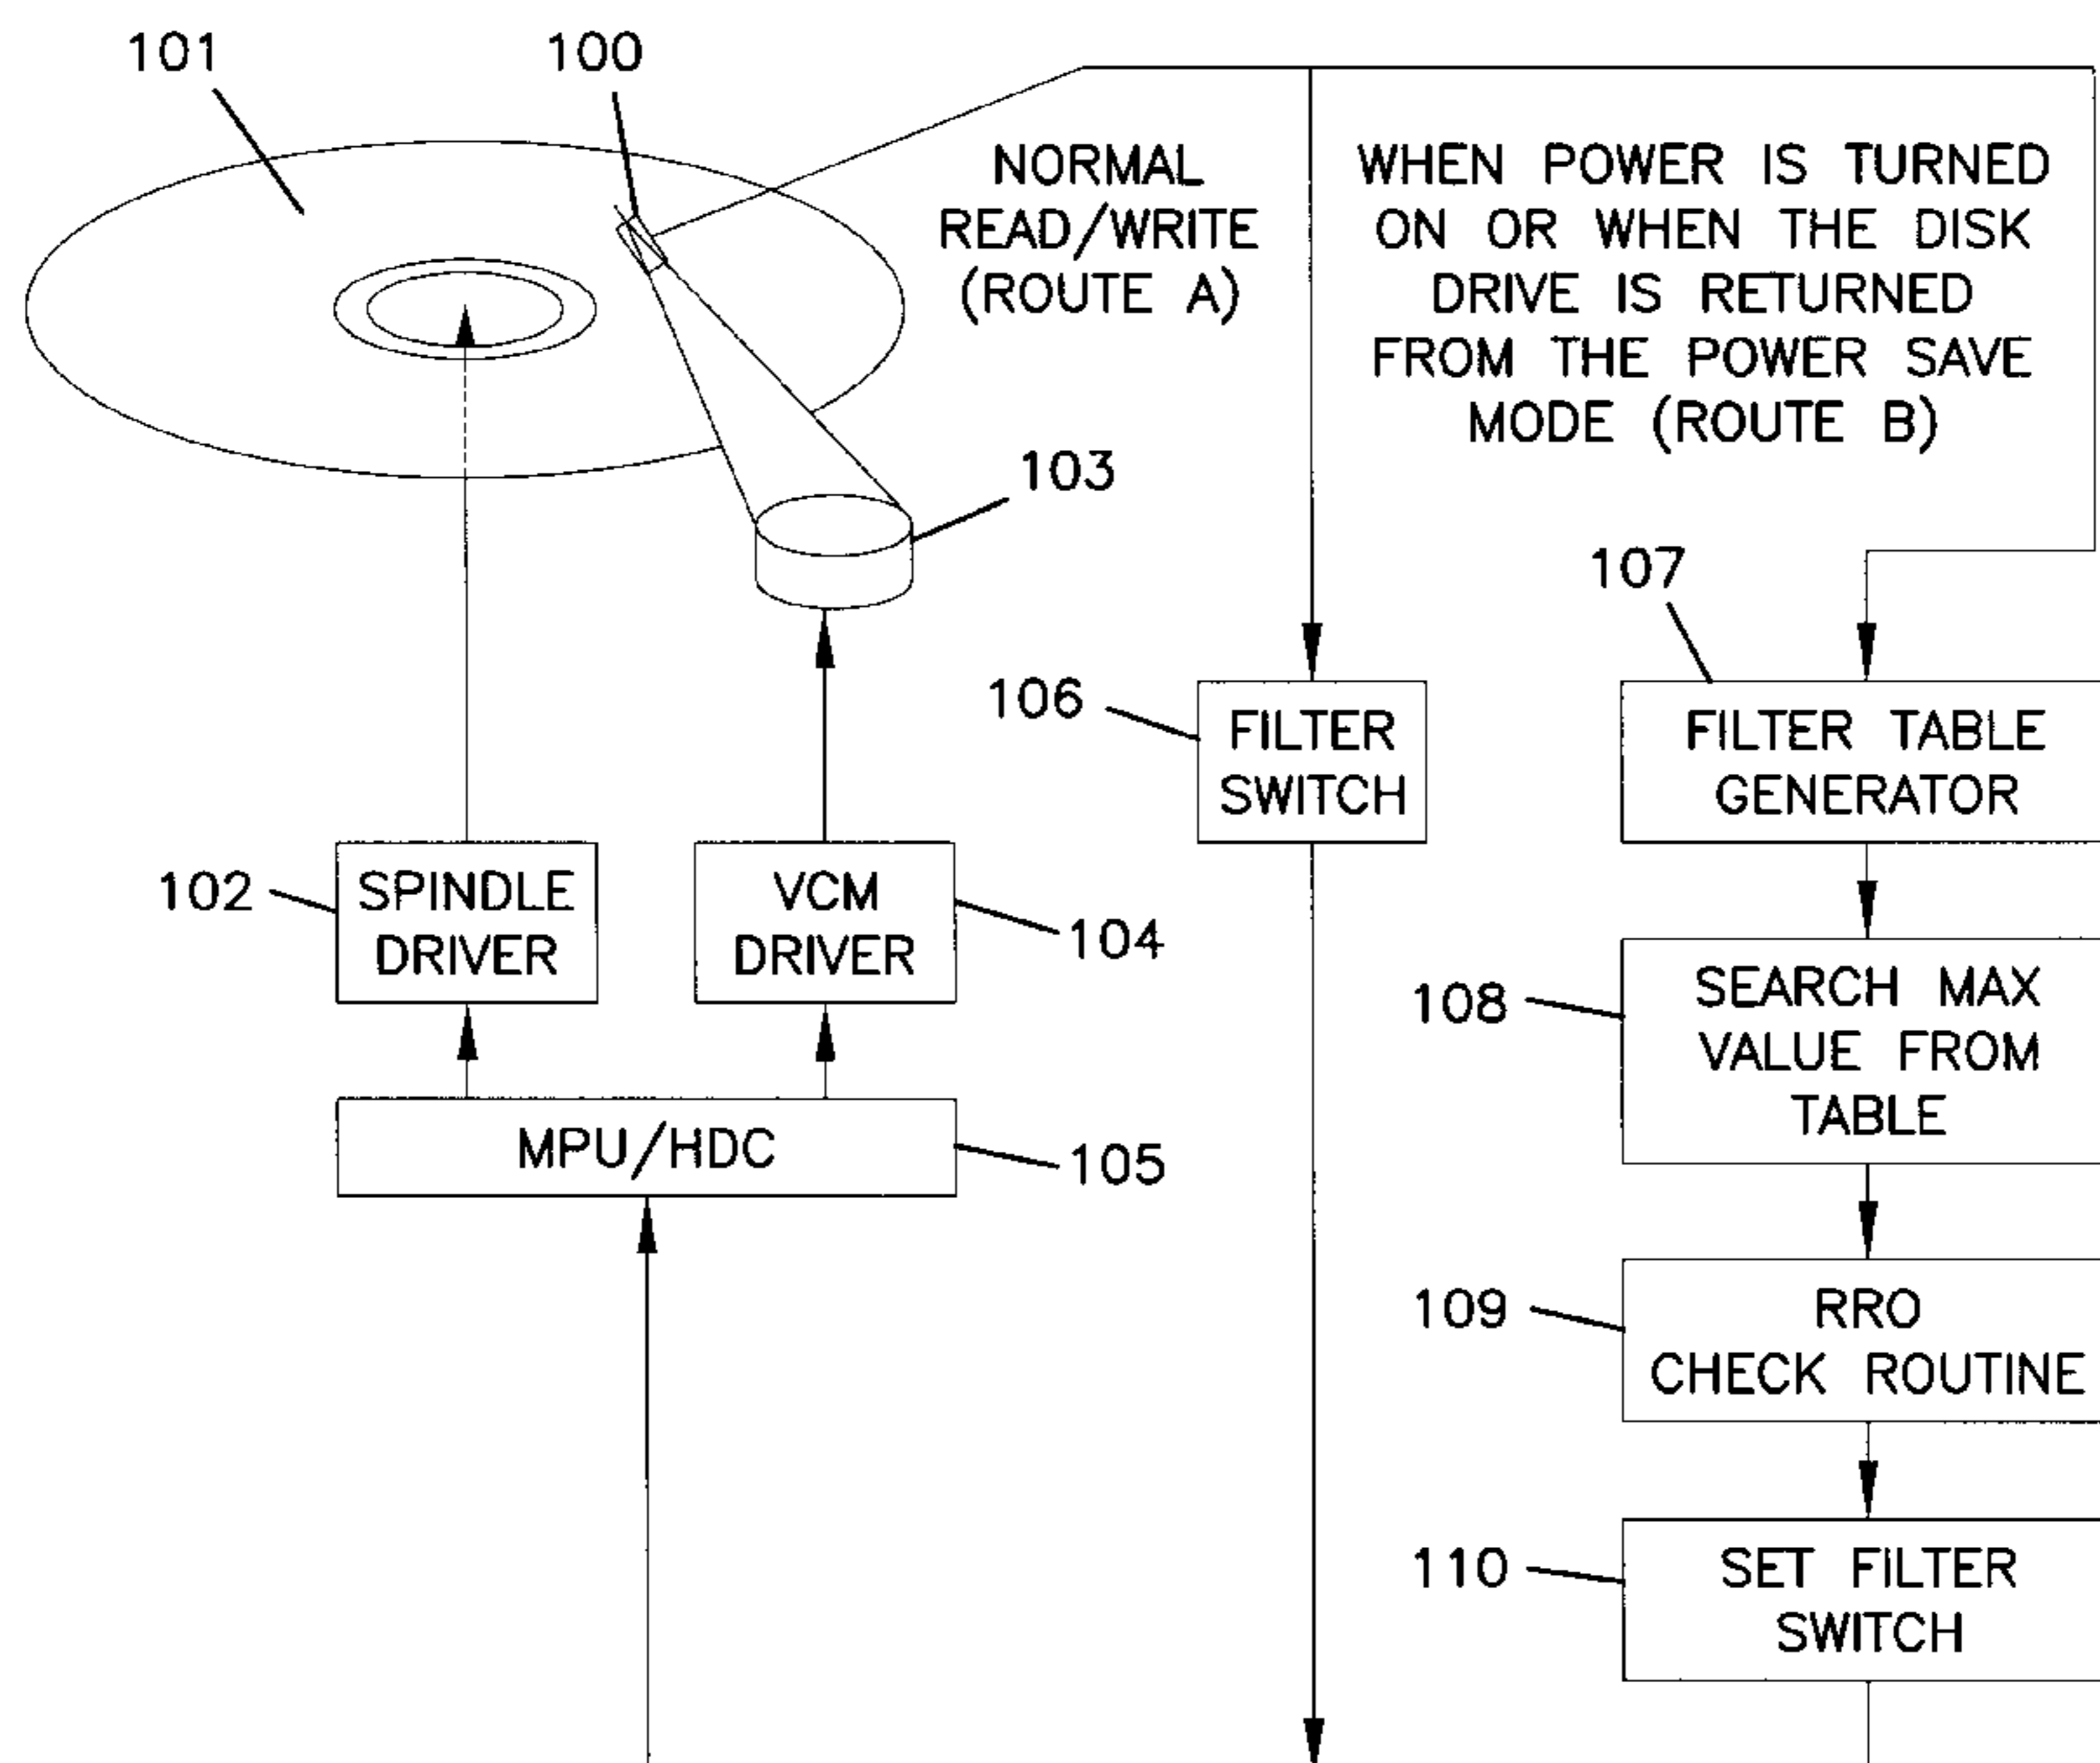 101
100
NORMAL
READ/WRITE
(ROUTE A)
WHEN POWER IS TURNED
ON OR WHEN THE DISK
DRIVE IS RETURNED
FROM THE POWER SAVE
MODE (ROUTE B)
103
107
106
FILTER
SWITCH
FILTER TABLE
GENERATOR
102
SPINDLE
DRIVER
VCM
DRIVER
104
108
SEARCH MAX
VALUE FROM
TABLE
MPU/HDC
105
109
RRO
CHECK ROUTINE
110
SET FILTER
SWITCH